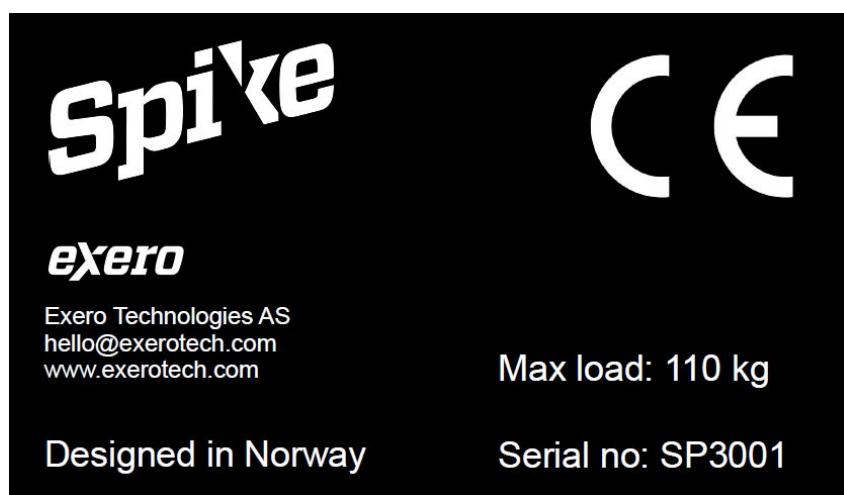 Spike
CE
exero
Exero Technologies AS
hello@exerotech.com
www.exerotech.com
Max load: 110 kg
Designed in Norway
Serial no: SP3001